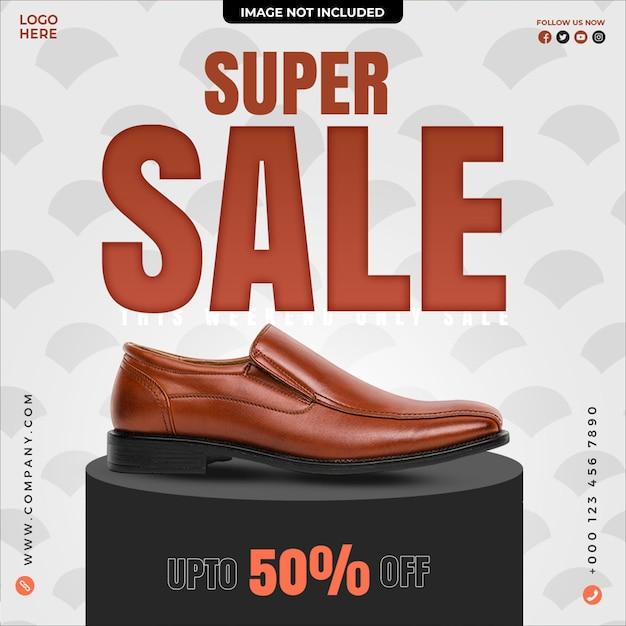 IMAGE NOT INCLUDED
LOGO
HERE
FOLLOW US NOW
SUPER
SALE
THIS WEEKEND ONLY SALE
WWW.COMPANY.COM
+000 123 456 7890
UPTO 50% OFF